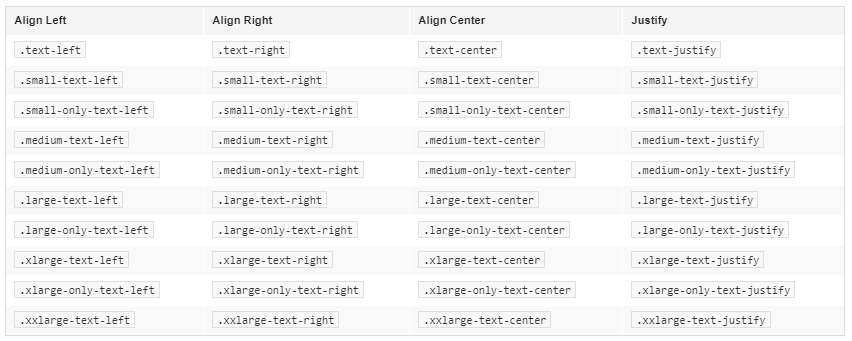 Align Left Align Right Align Center Justify
.text-left .text-right .text-center .text-justify
.small-text-left .small-text-right .small-text-center .small-text-justify
.small-only-text-left .small-only-text-right .small-only-text-center .small-only-text-justify
.medium-text-left .medium-text-right .medium-text-center .medium-text-justify
.medium-only-text-left .medium-only-text-right .medium-only-text-center .medium-only-text-justify
.large-text-left .large-text-right .large-text-center .large-text-justify
.large-only-text-left .large-only-text-right .large-only-text-center .large-only-text-justify
.xlarge-text-left .xlarge-text-right .xlarge-text-center .xlarge-text-justify
.xlarge-only-text-left .xlarge-only-text-right .xlarge-only-text-center .xlarge-only-text-justify
.xxlarge-text-left .xxlarge-text-right .xxlarge-text-center .xxlarge-text-justify